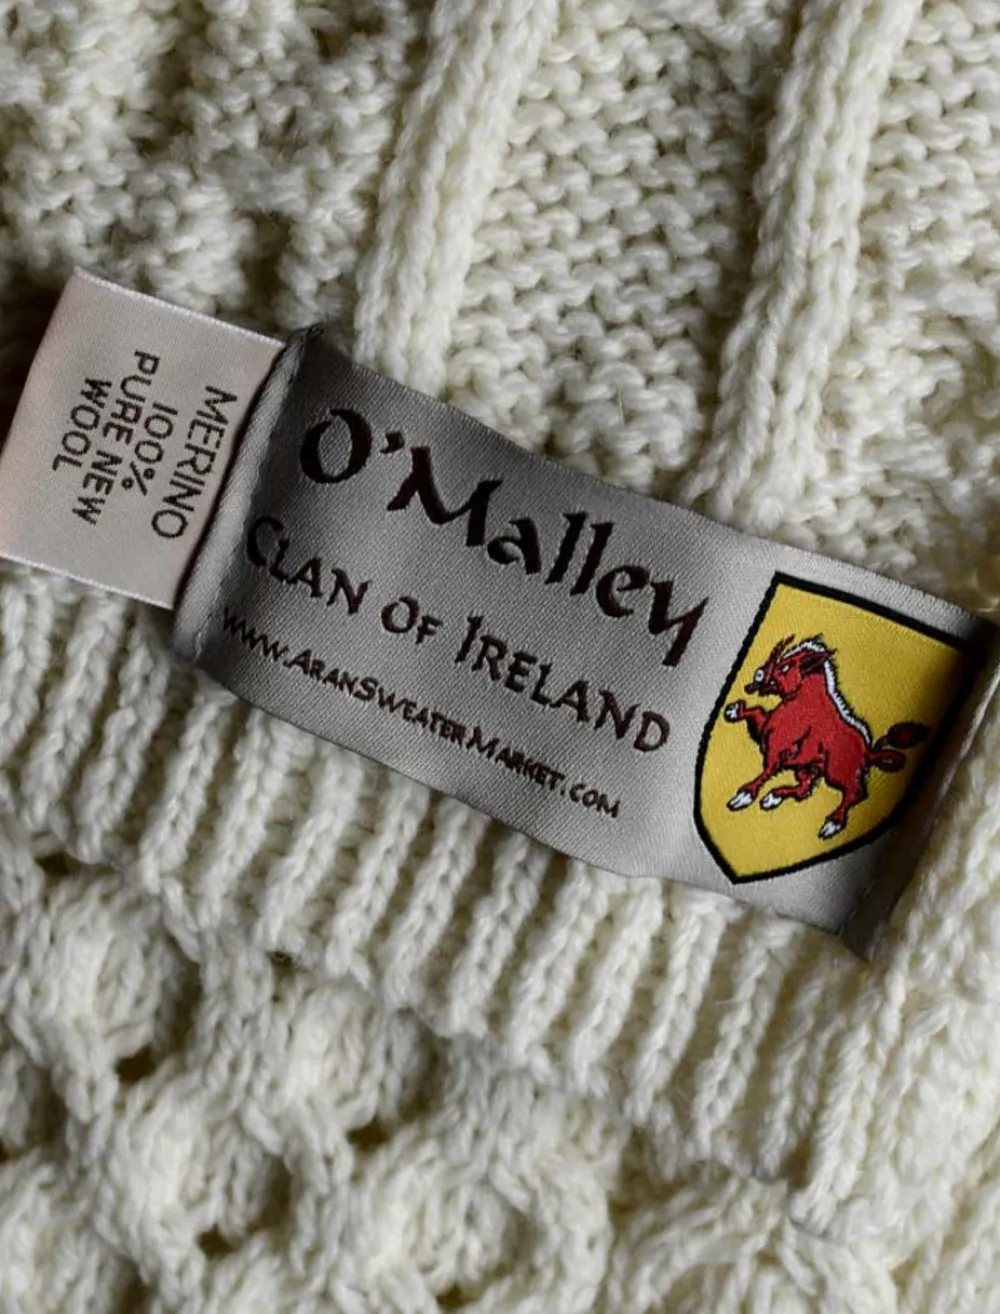 O'Malley
CLAN OF IRELAND
www.ARANSWEATERMARKET.COM
MERINO
100%
PURE NEW
WOOL